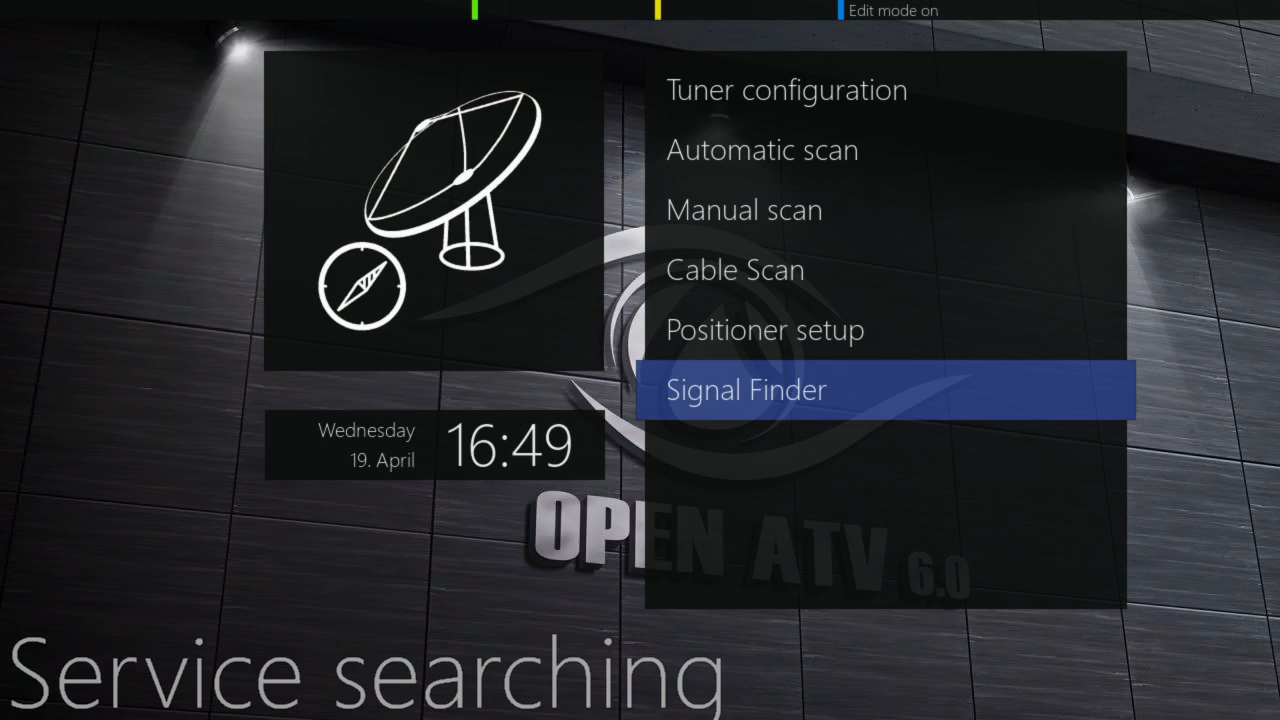 Edit mode on
Tuner configuration
Automatic scan
Manual scan
Cable Scan
Positioner setup
Signal Finder
Wednesday
19. April
16:49
OPEN ATV 6.0
Service searching